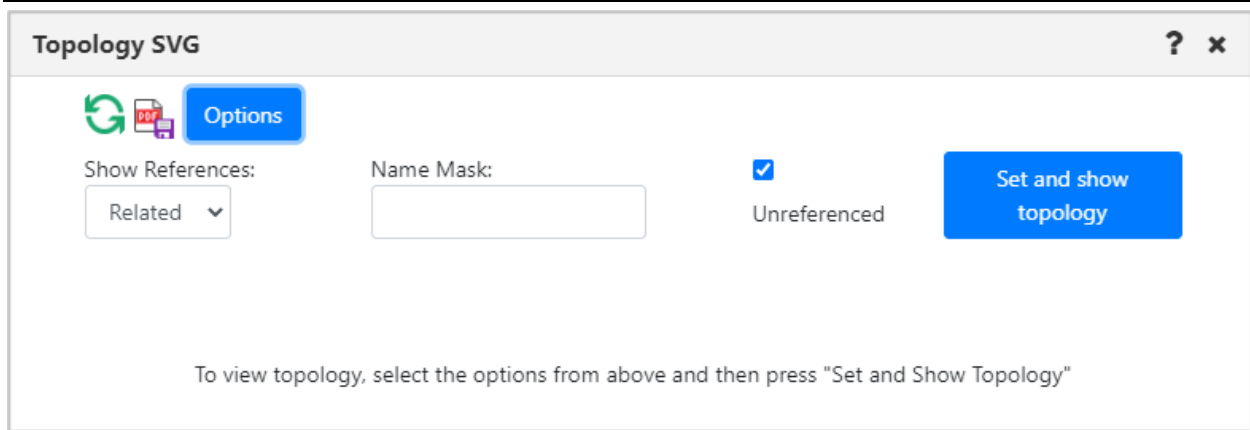 Topology SVG
?
PDF
Options
Show References:
Name Mask:
Related
Unreferenced
Set and show
topology
To view topology, select the options from above and then press "Set and Show Topology"